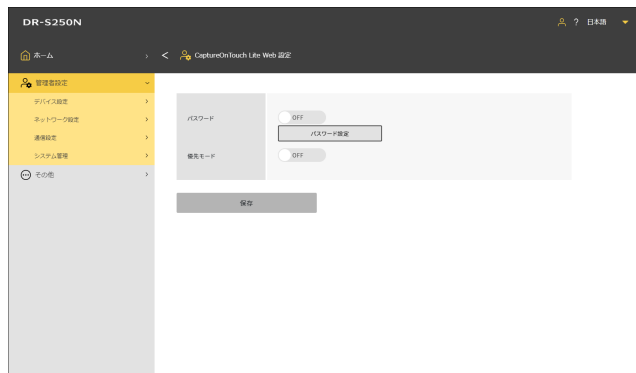 DR-S250N
? 日本語
ホーム
CaptureOnTouch Lite Web 設定
管理者設定
デバイス設定
ネットワーク設定
通信設定
システム管理
その他
パスワード OFF
パスワード設定
優先モード OFF
保存